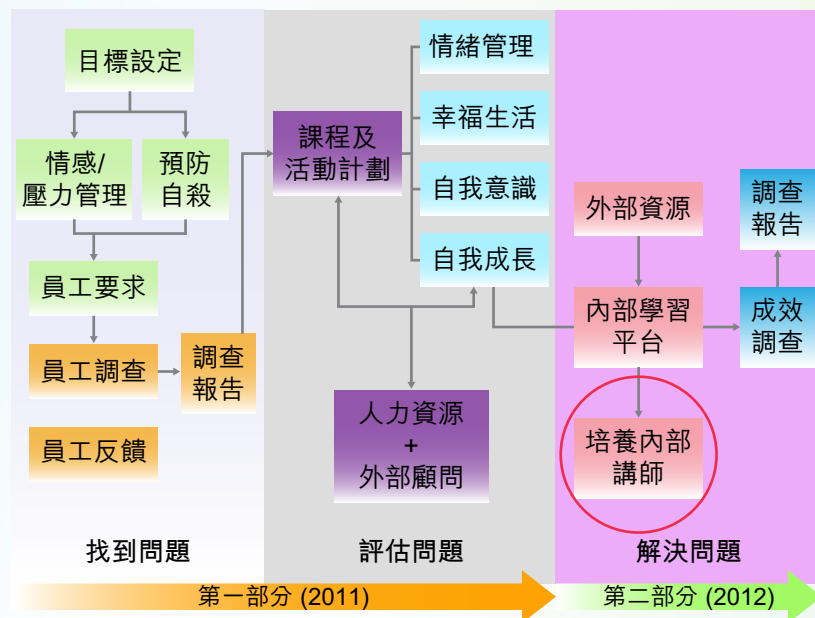 目標設定
情感/
壓力管理
預防
自殺
員工要求
員工調查
調查
報告
員工反饋
找到問題
課程及
活動計劃
情緒管理
幸福生活
自我意識
自我成長
人力資源
+
外部顧問
評估問題
外部資源
內部學習
平台
培養內部
講師
調查
報告
成效
調查
解決問題
第一部分 (2011)
第二部分 (2012)